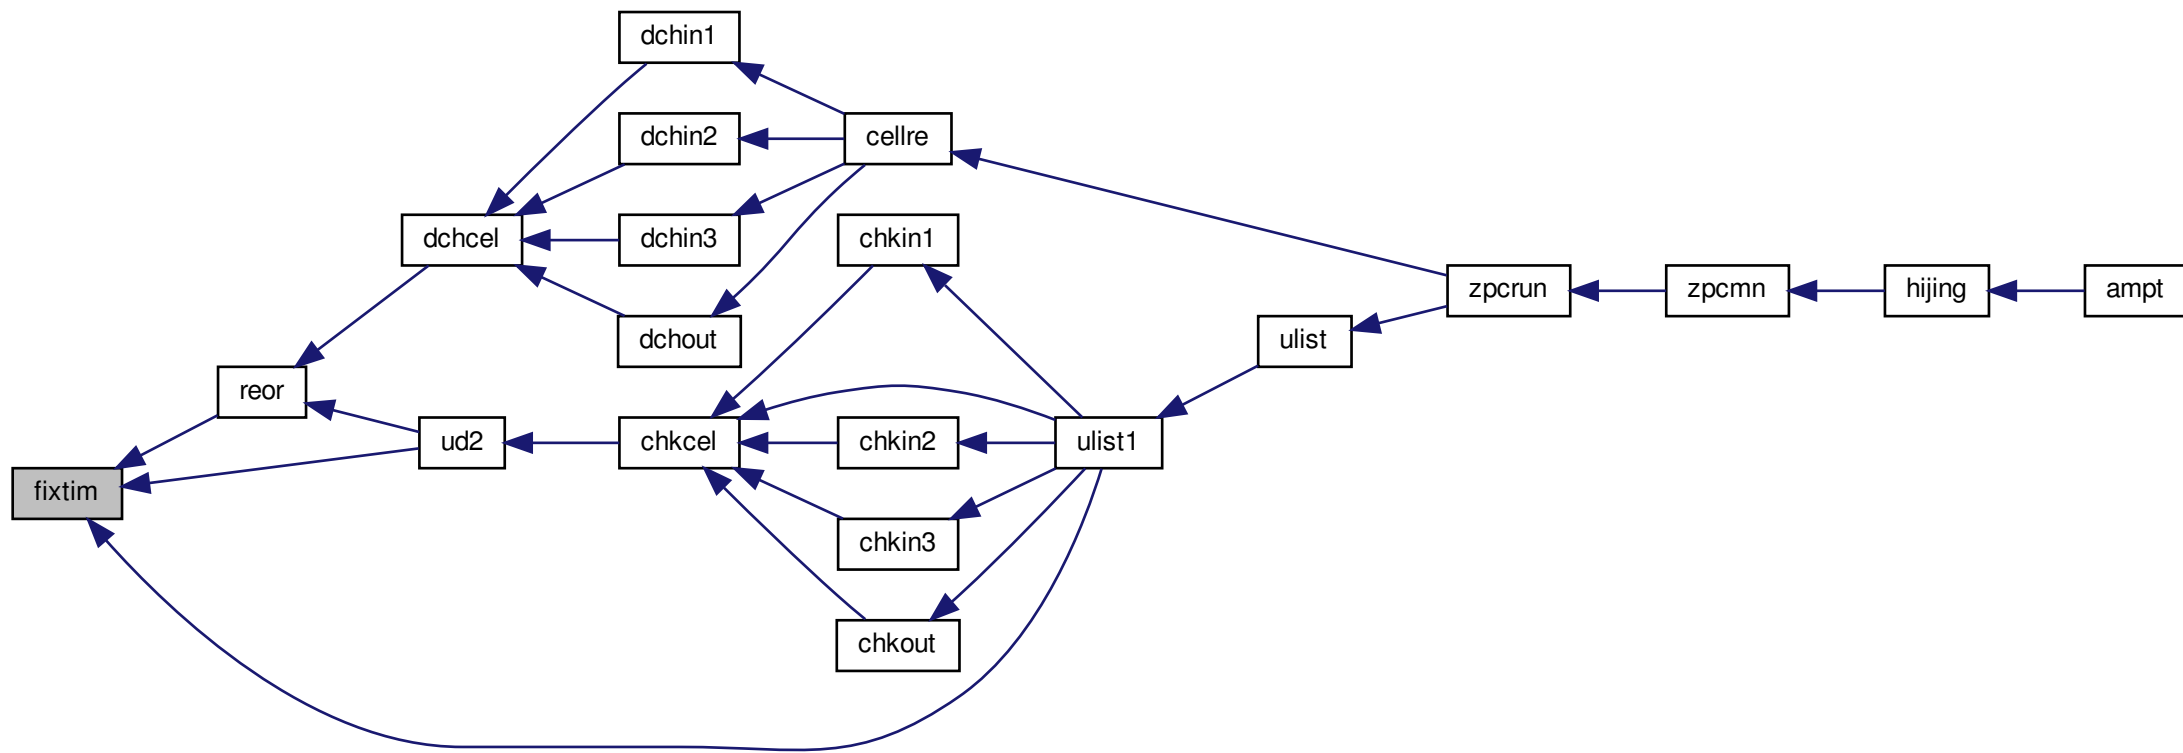 dchin1
dchin2
cellre
dchcel
dchin3
chkin1
zpcrun
zpcmn
hijing
ampt
dchout
ulist
reor
ud2
chkcel
chkin2
ulist1
fixtim
chkin3
chkout